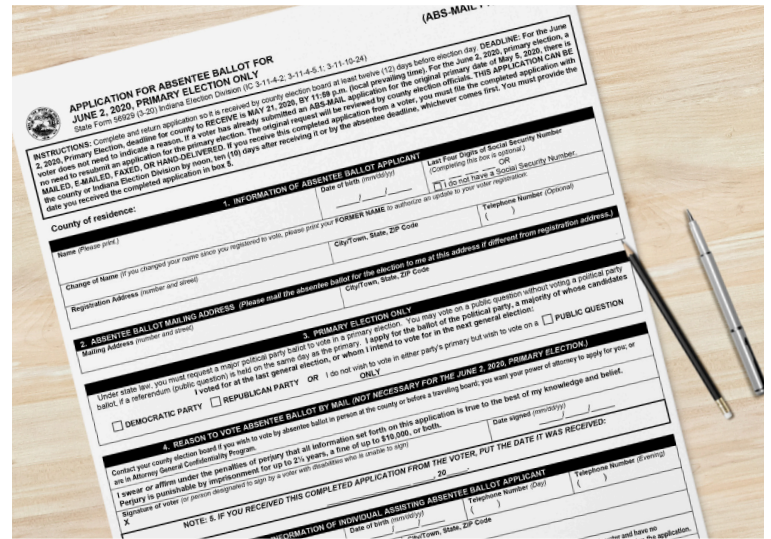 (ABS-MAIL
APPLICATION FOR ABSENTEE BALLOT FOR
JUNE 2, 2020, PRIMARY ELECTION ONLY
State Form 56929 (3-20) Indiana Election Division (IC 3-11-4-2; 3-11-4-5.1; 3-11-10-24)
INSTRUCTIONS: Complete and return application so it is received by county election board at least twelve (12) days before election day. DEADLINE: For the June
2, 2020, Primary Election, deadline for county to RECEIVE is MAY 21, 2020, BY 11:59 p.m. (local prevailing time). For the June 2, 2020, primary election, a
voter does not need to indicate a reason. If a voter has already submitted an ABS-MAIL application for the original primary date of May 5, 2020, there is
no need to resubmit an application for the primary election. The original request will be reviewed by county election officials. THIS APPLICATION CAN BE
MAILED, E-MAILED, FAXED, OR HAND-DELIVERED. If you receive this completed application from a voter, you must file the completed application with
the county or Indiana Election Division by noon, ten (10) days after receiving it or by the absentee deadline, whichever comes first. You must provide the
date you received the completed application in box 5.
1. INFORMATION OF ABSENTEE BALLOT APPLICANT
County of residence:
Date of birth (mm/dd/yy)
Last Four Digits of Social Security Number
(Completing this box is optional.)
OR
I do not have a Social Security Number.
Name (Please print.)
Change of Name (If you changed your name since you registered to vote, please print your FORMER NAME to authorize an update to your voter registration:
Registration Address (number and street)
City/Town, State, ZIP Code
Telephone Number (Optional)
( )
2. ABSENTEE BALLOT MAILING ADDRESS (Please mail the absentee ballot for the election to me at this address if different from registration address.)
Mailing Address (number and street)
City/Town, State, ZIP Code
3. PRIMARY ELECTION ONLY
Under state law, you must request a major political party ballot to vote in a primary election. You may vote on a public question without voting a political party
ballot, if a referendum (public question) is held on the same day as the primary. I apply for the ballot of the political party, a majority of whose candidates
I voted for at the last general election, or whom I intend to vote for in the next general election:
DEMOCRATIC PARTY REPUBLICAN PARTY OR I do not wish to vote in either party's primary but wish to vote on a PUBLIC QUESTION
ONLY
4. REASON TO VOTE ABSENTEE BALLOT BY MAIL (NOT NECESSARY FOR THE JUNE 2, 2020, PRIMARY ELECTION.)
Contact your county election board if you wish to vote by absentee ballot in person at the county or before a traveling board; you want your power of attorney to apply for you; or
are in Attorney General Confidentiality Program.
I swear or affirm under the penalties of perjury that all information set forth on this application is true to the best of my knowledge and belief.
Perjury is punishable by imprisonment for up to 2½ years, a fine of up to $10,000, or both.
Signature of voter (or person designated to sign by a voter with disabilities who is unable to sign)
X
Date signed (mm/dd/yy)
NOTE: 5. IF YOU RECEIVED THIS COMPLETED APPLICATION FROM THE VOTER, PUT THE DATE IT WAS RECEIVED:
, 20
INFORMATION OF INDIVIDUAL ASSISTING ABSENTEE BALLOT APPLICANT
Date of birth (mm/dd/yy)
Telephone Number (Day)
( )
Telephone Number (Evening)
( )
City/Town, State, ZIP Code
and have no
the application.